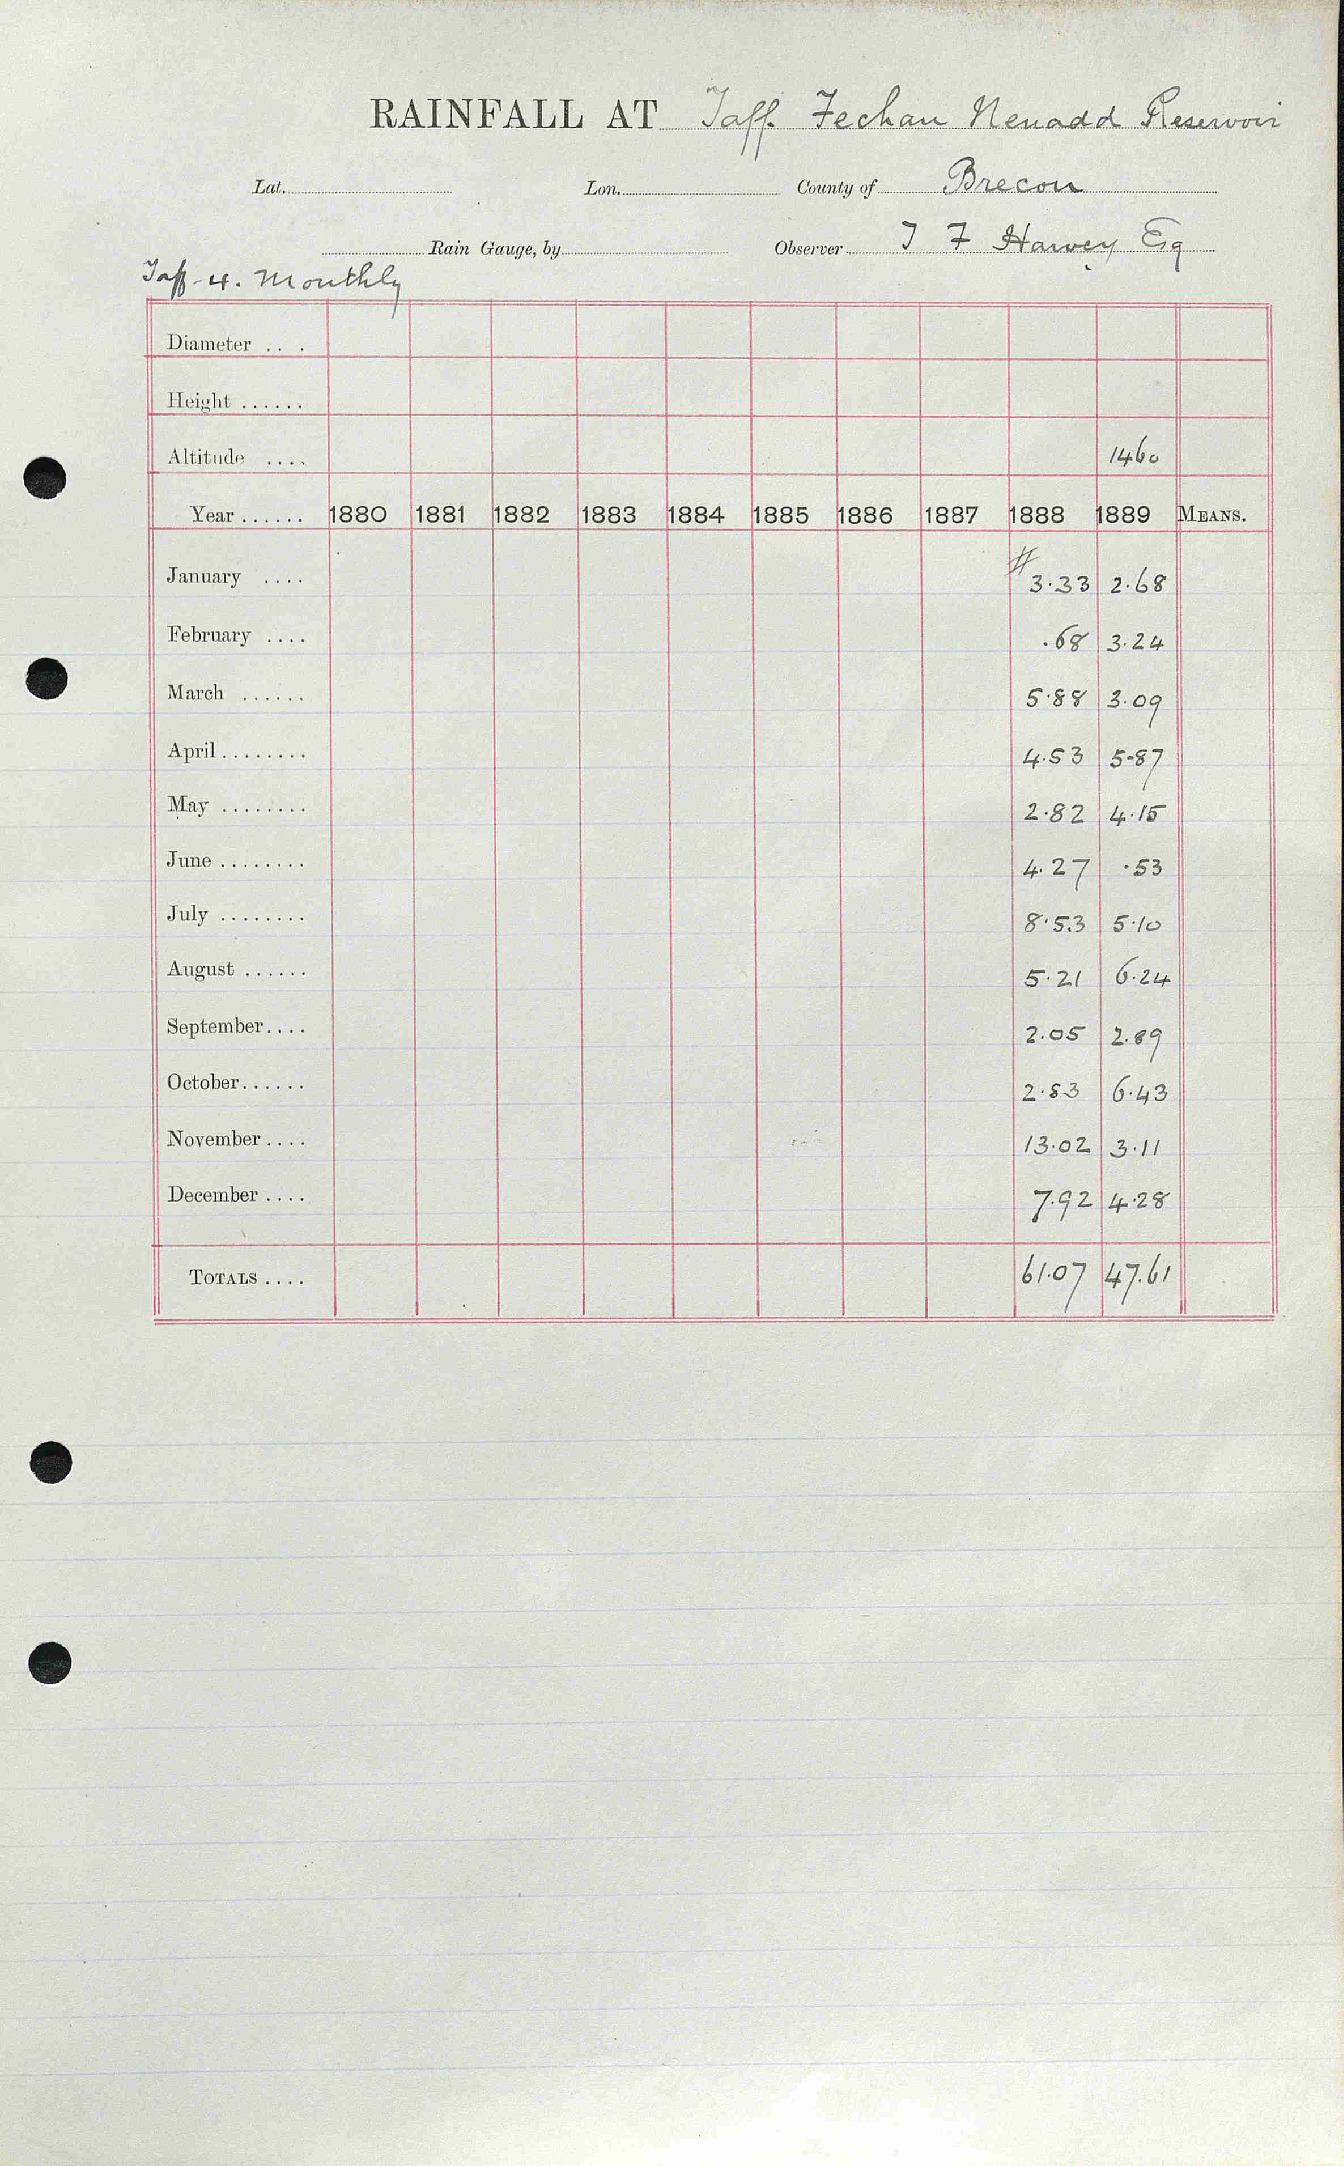 RAINFALL AT Taff Fechan Neuadd Reservoir
Lat. Lon. County of Brecon
Rain Gauge, by Observer J F Harvey Esq
Taff-4. Monthly
Diameter .. .
Height ......
Altitude .... 1460
Year ...... 1880 1881 1882 1883 1884 1885 1886 1887 1888 1889 MEANS.
January .... # 3.33 2.68
February .... .68 3.24
March ...... 5.88 3.09
April ........ 4.53 5.87
May ........ 2.82 4.15
June ........ 4.27 .53
July ........ 8.53 5.10
August ...... 5.21 6.24
September .... 2.05 2.89
October ...... 2.83 6.43
November .... 13.02 3.11
December .... 7.92 4.28
TOTALS .... 61.07 47.61